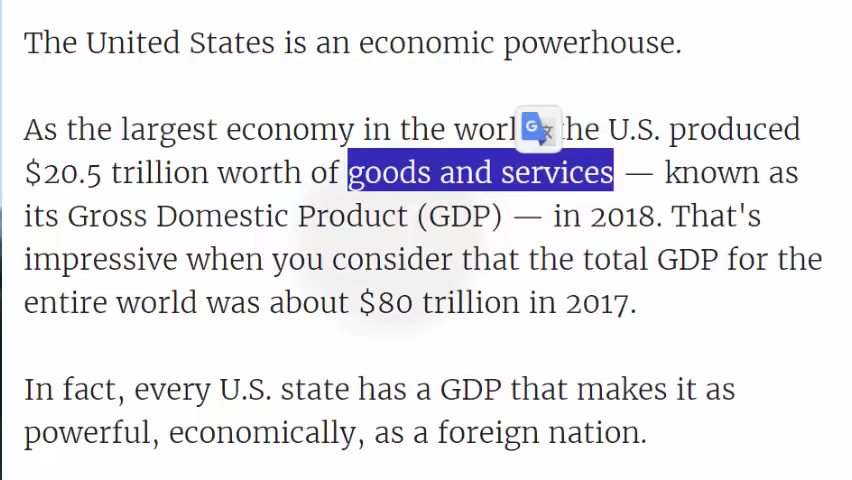 The United States is an economic powerhouse.
As the largest economy in the the U.S. produced
$20.5 trillion worth of goods and services — known as
its Gross Domestic Product (GDP) — in 2018. That's
impressive when you consider that the total GDP for the
entire world was about $80 trillion in 2017.
In fact, every U.S. state has a GDP that makes it as
powerful, economically, as a foreign nation.